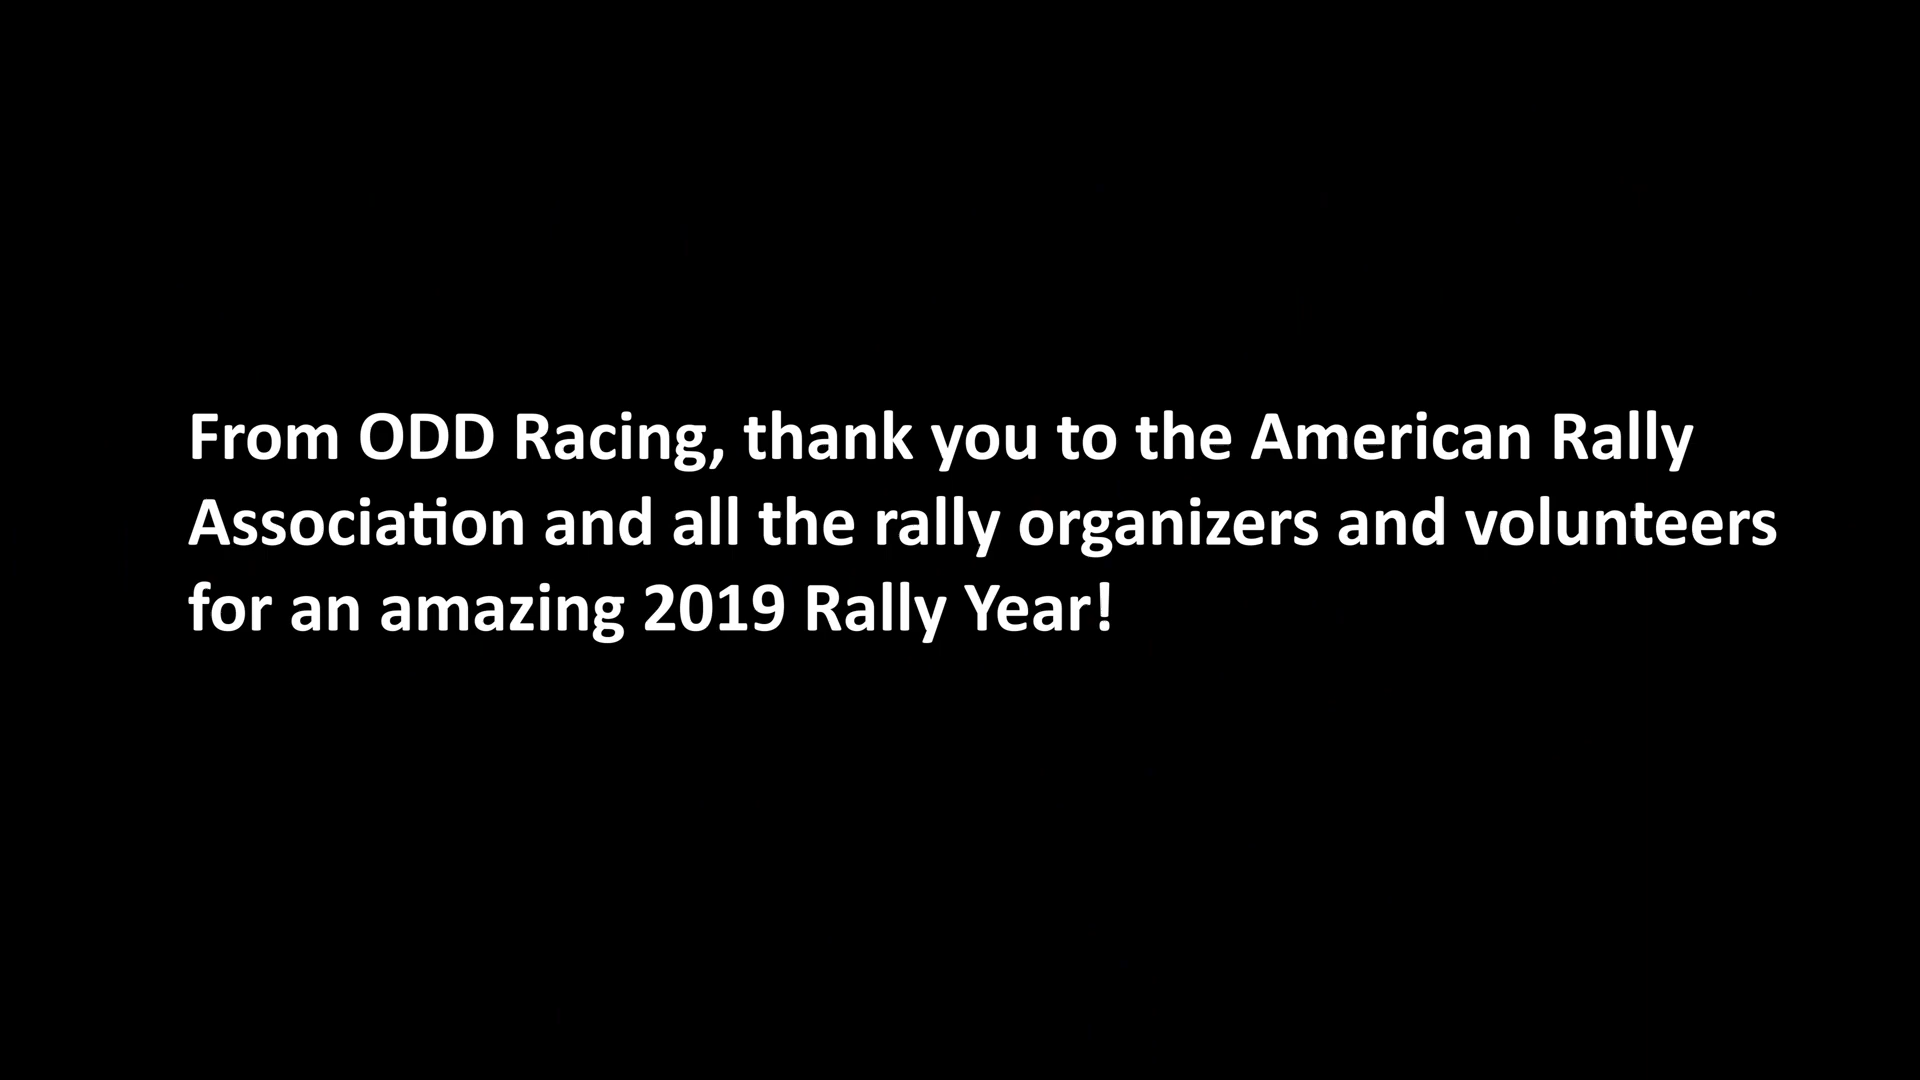 From ODD Racing, thank you to the American Rally
Association and all the rally organizers and volunteers
for an amazing 2019 Rally Year!